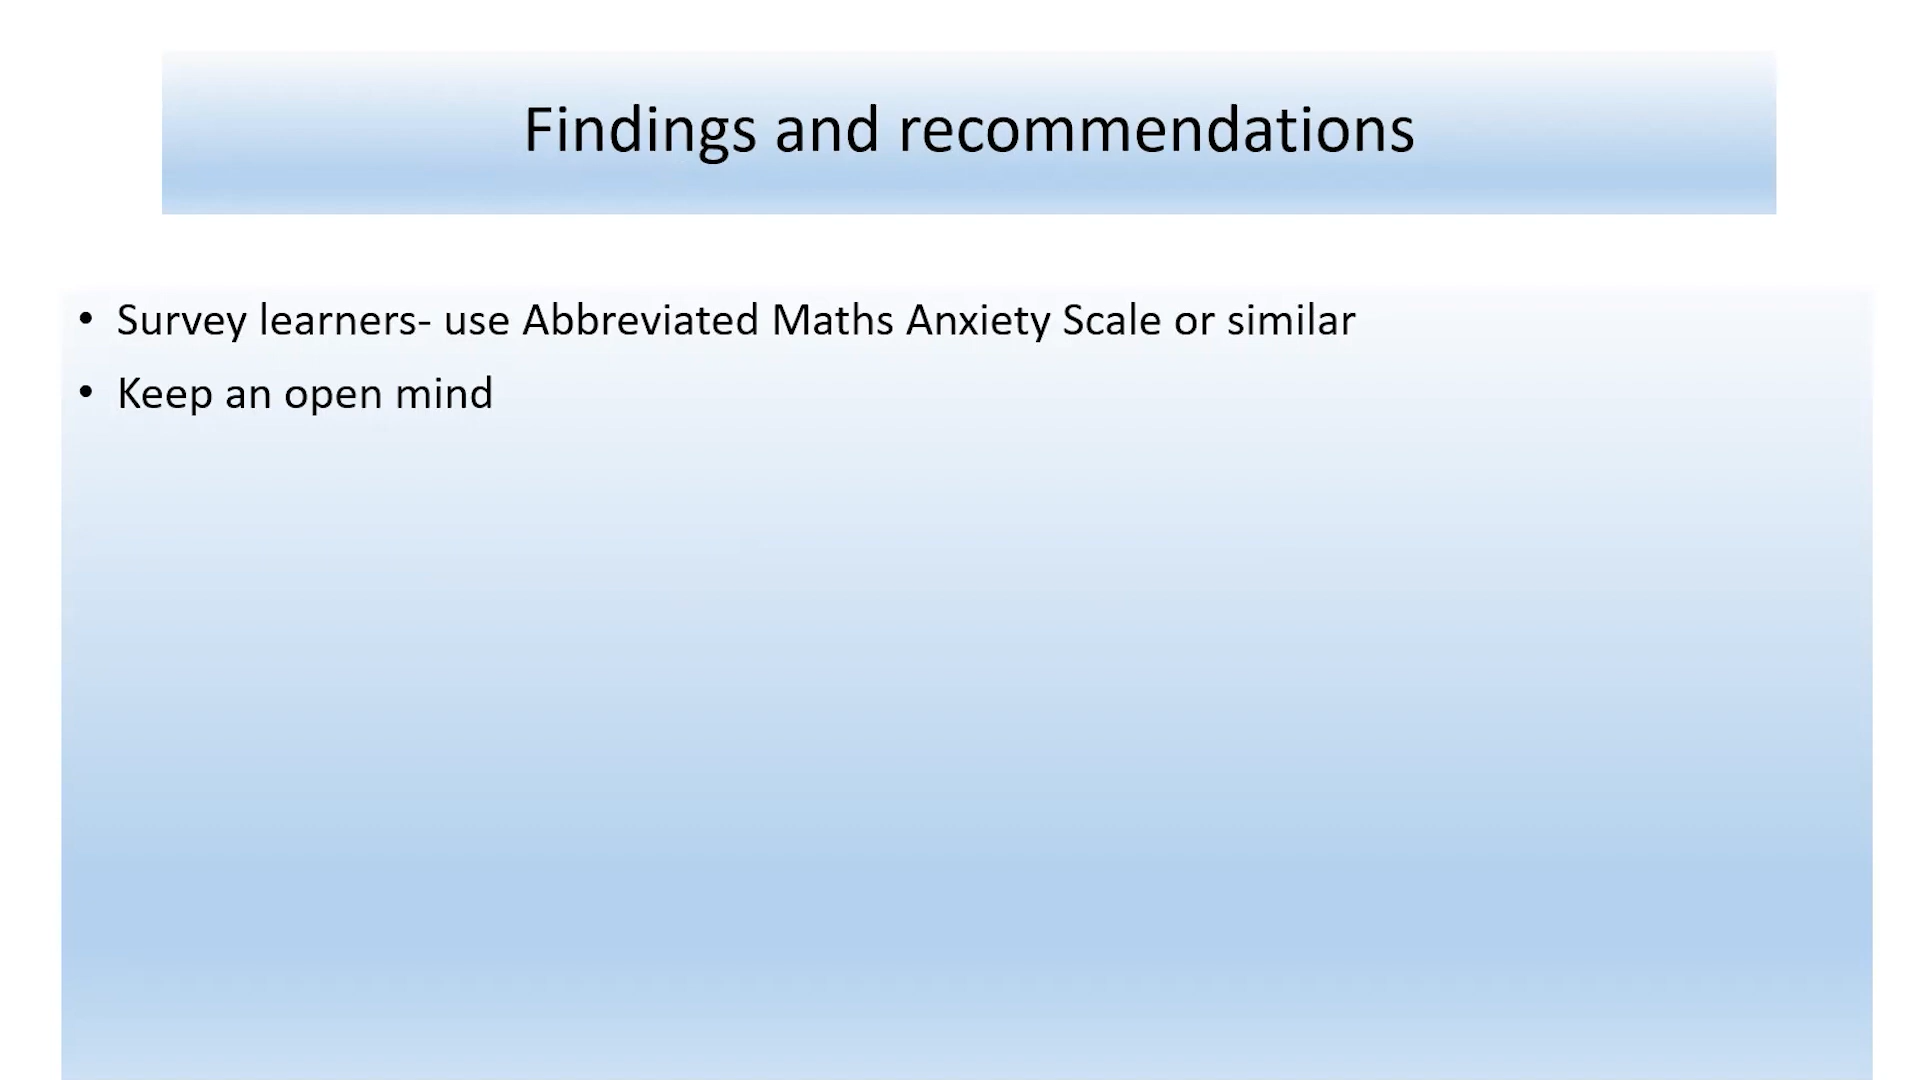 Findings and recommendations
• Survey learners- use Abbreviated Maths Anxiety Scale or similar
• Keep an open mind